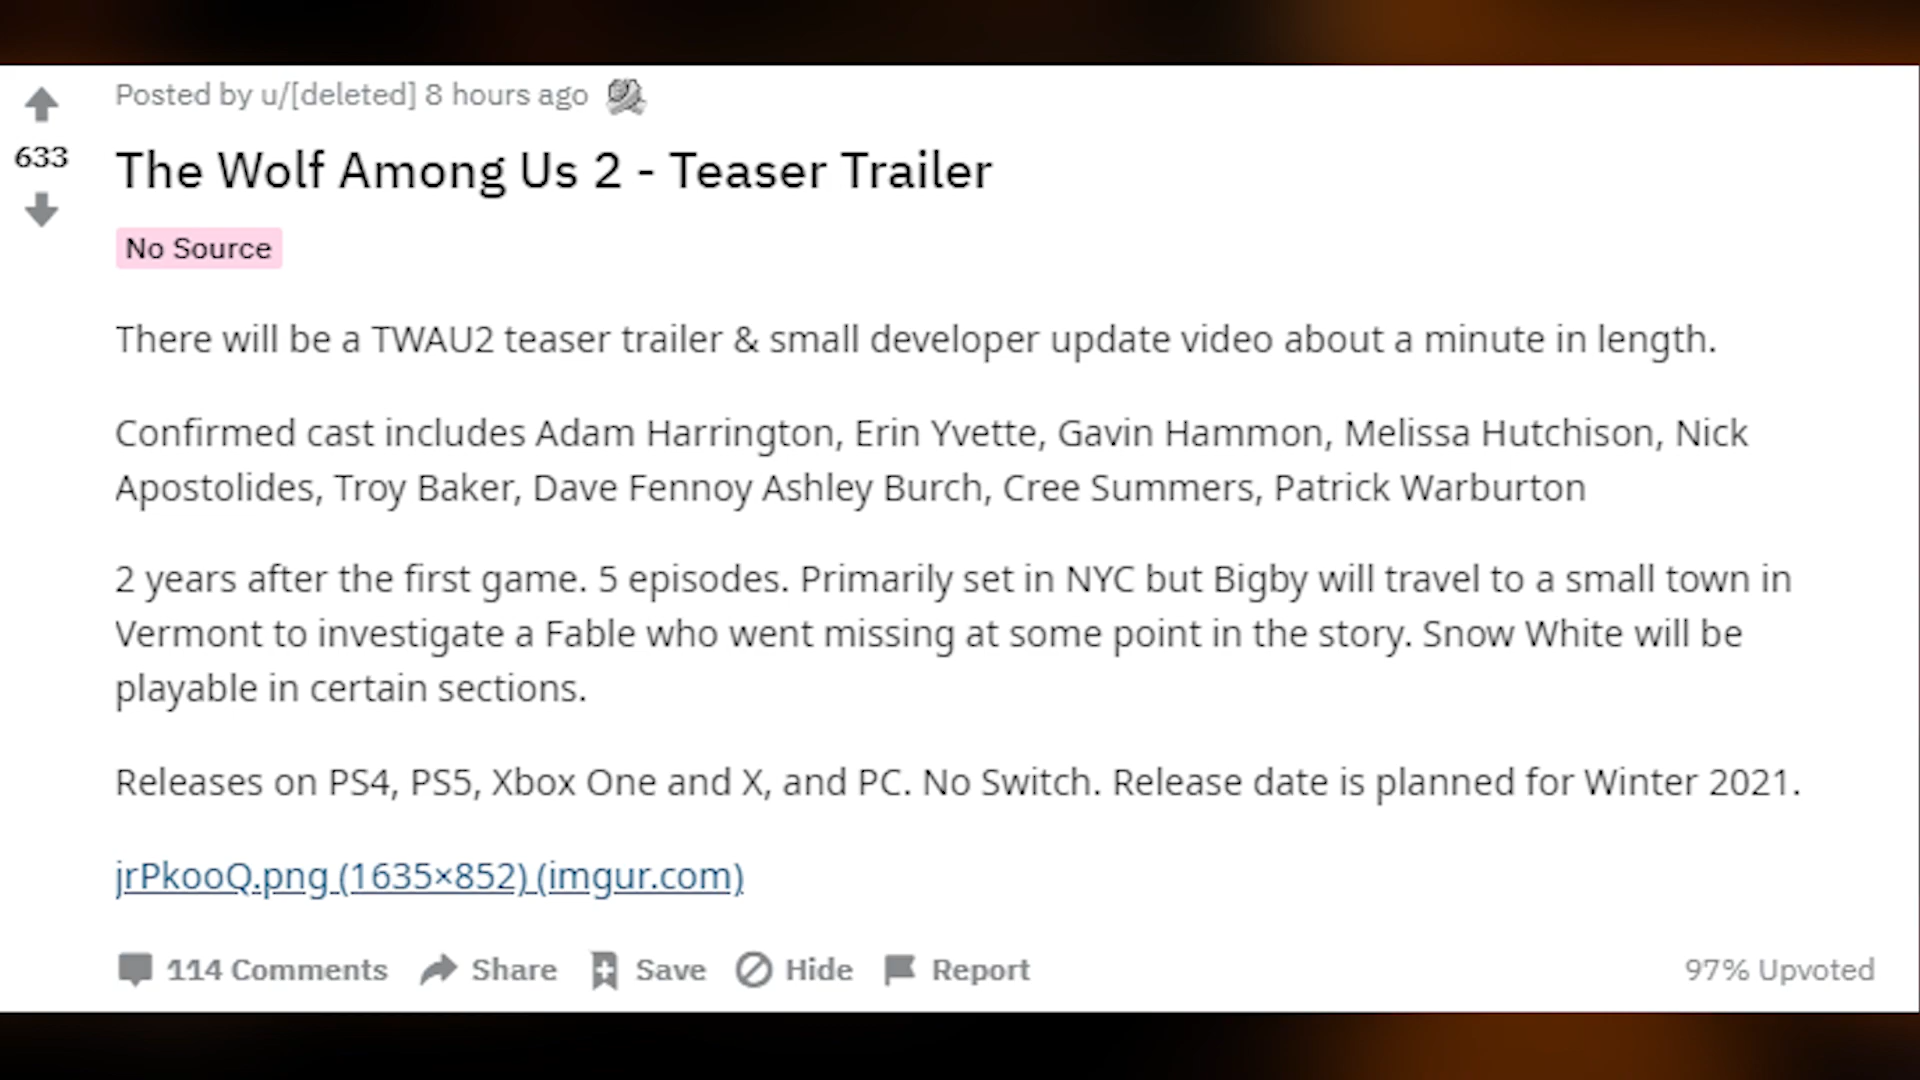 Posted by u/[deleted] 8 hours ago
633
The Wolf Among Us 2 - Teaser Trailer
No Source
There will be a TWAU2 teaser trailer & small developer update video about a minute in length.
Confirmed cast includes Adam Harrington, Erin Yvette, Gavin Hammon, Melissa Hutchison, Nick
Apostolides, Troy Baker, Dave Fennoy Ashley Burch, Cree Summers, Patrick Warburton
2 years after the first game. 5 episodes. Primarily set in NYC but Bigby will travel to a small town in
Vermont to investigate a Fable who went missing at some point in the story. Snow White will be
playable in certain sections.
Releases on PS4, PS5, Xbox One and X, and PC. No Switch. Release date is planned for Winter 2021.
jrPkooQ.png (1635×852) (imgur.com)
114 Comments Share Save Hide Report 97% Upvoted